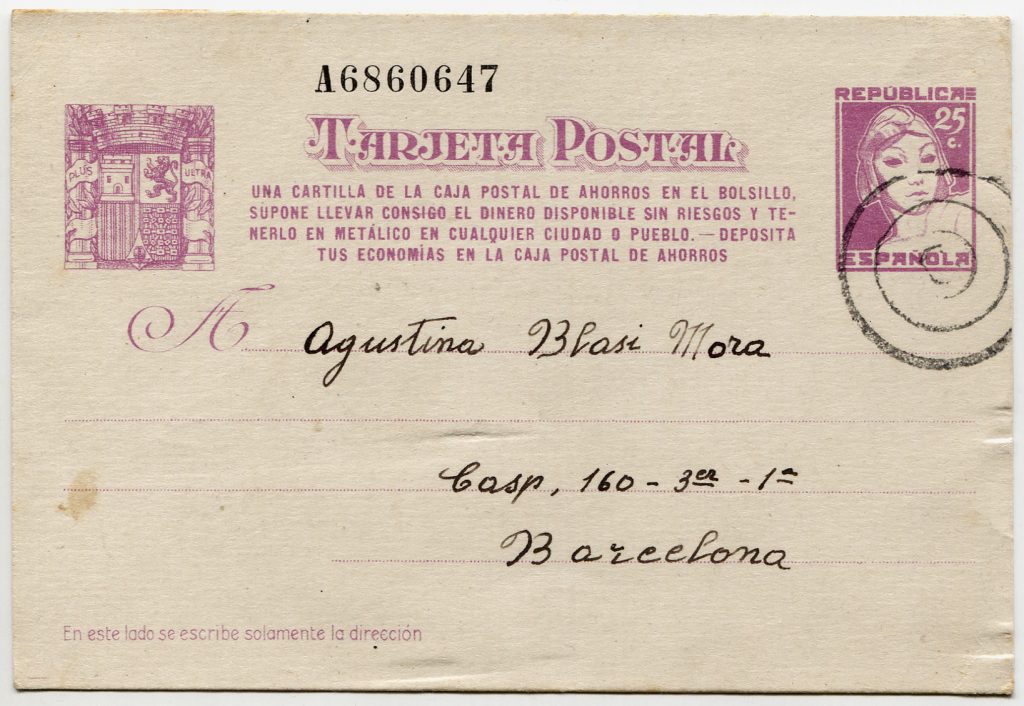 A6860647
TARJETA POSTAL
REPÚBLICA
25 c.
PLUS ULTRA
UNA CARTILLA DE LA CAJA POSTAL DE AHORROS EN EL BOLSILLO,
SUPONE LLEVAR CONSIGO EL DINERO DISPONIBLE SIN RIESGOS Y TE-
NERLO EN METÁLICO EN CUALQUIER CIUDAD O PUEBLO.—DEPOSITA
TUS ECONOMÍAS EN LA CAJA POSTAL DE AHORROS
ESPAÑOLA
A Agustina Blasi Mora
Casp, 160 - 3er - 1a
Barcelona
En este lado se escribe solamente la dirección